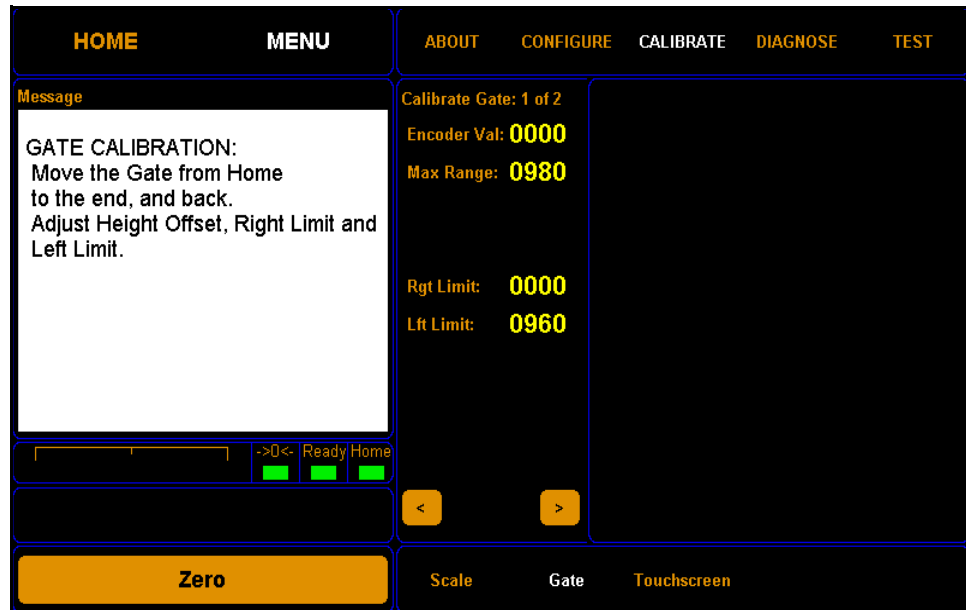 HOME MENU ABOUT CONFIGURE CALIBRATE DIAGNOSE TEST
Message
GATE CALIBRATION:
Move the Gate from Home
to the end, and back.
Adjust Height Offset, Right Limit and
Left Limit.
Calibrate Gate: 1 of 2
Encoder Val: 0000
Max Range: 0980
Rgt Limit: 0000
Lft Limit: 0960
->0<- Ready Home
< >
Zero
Scale Gate Touchscreen